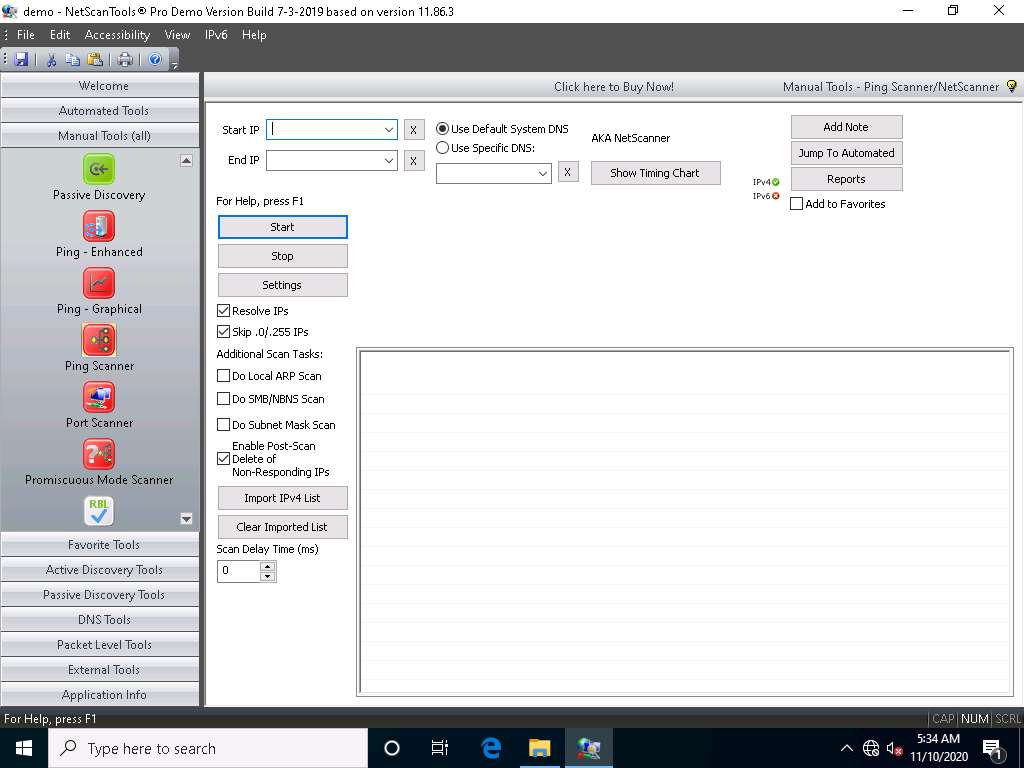 demo - NetScanTools® Pro Demo Version Build 7-3-2019 based on version 11.86.3
File Edit Accessibility View IPv6 Help
Welcome
Automated Tools
Manual Tools (all)
Passive Discovery
Ping - Enhanced
Ping - Graphical
Ping Scanner
Port Scanner
Promiscuous Mode Scanner
RBL
Favorite Tools
Active Discovery Tools
Passive Discovery Tools
DNS Tools
Packet Level Tools
External Tools
Application Info
Click here to Buy Now!
Manual Tools - Ping Scanner/NetScanner
Start IP
X
End IP
X
Use Default System DNS
Use Specific DNS:
X
AKA NetScanner
Show Timing Chart
IPv4
IPv6
Add Note
Jump To Automated
Reports
Add to Favorites
For Help, press F1
Start
Stop
Settings
Resolve IPs
Skip .0/.255 IPs
Additional Scan Tasks:
Do Local ARP Scan
Do SMB/NBNS Scan
Do Subnet Mask Scan
Enable Post-Scan
Delete of
Non-Responding IPs
Import IPv4 List
Clear Imported List
Scan Delay Time (ms)
0
For Help, press F1
CAP NUM SCRL
Type here to search
5:34 AM
11/10/2020
1